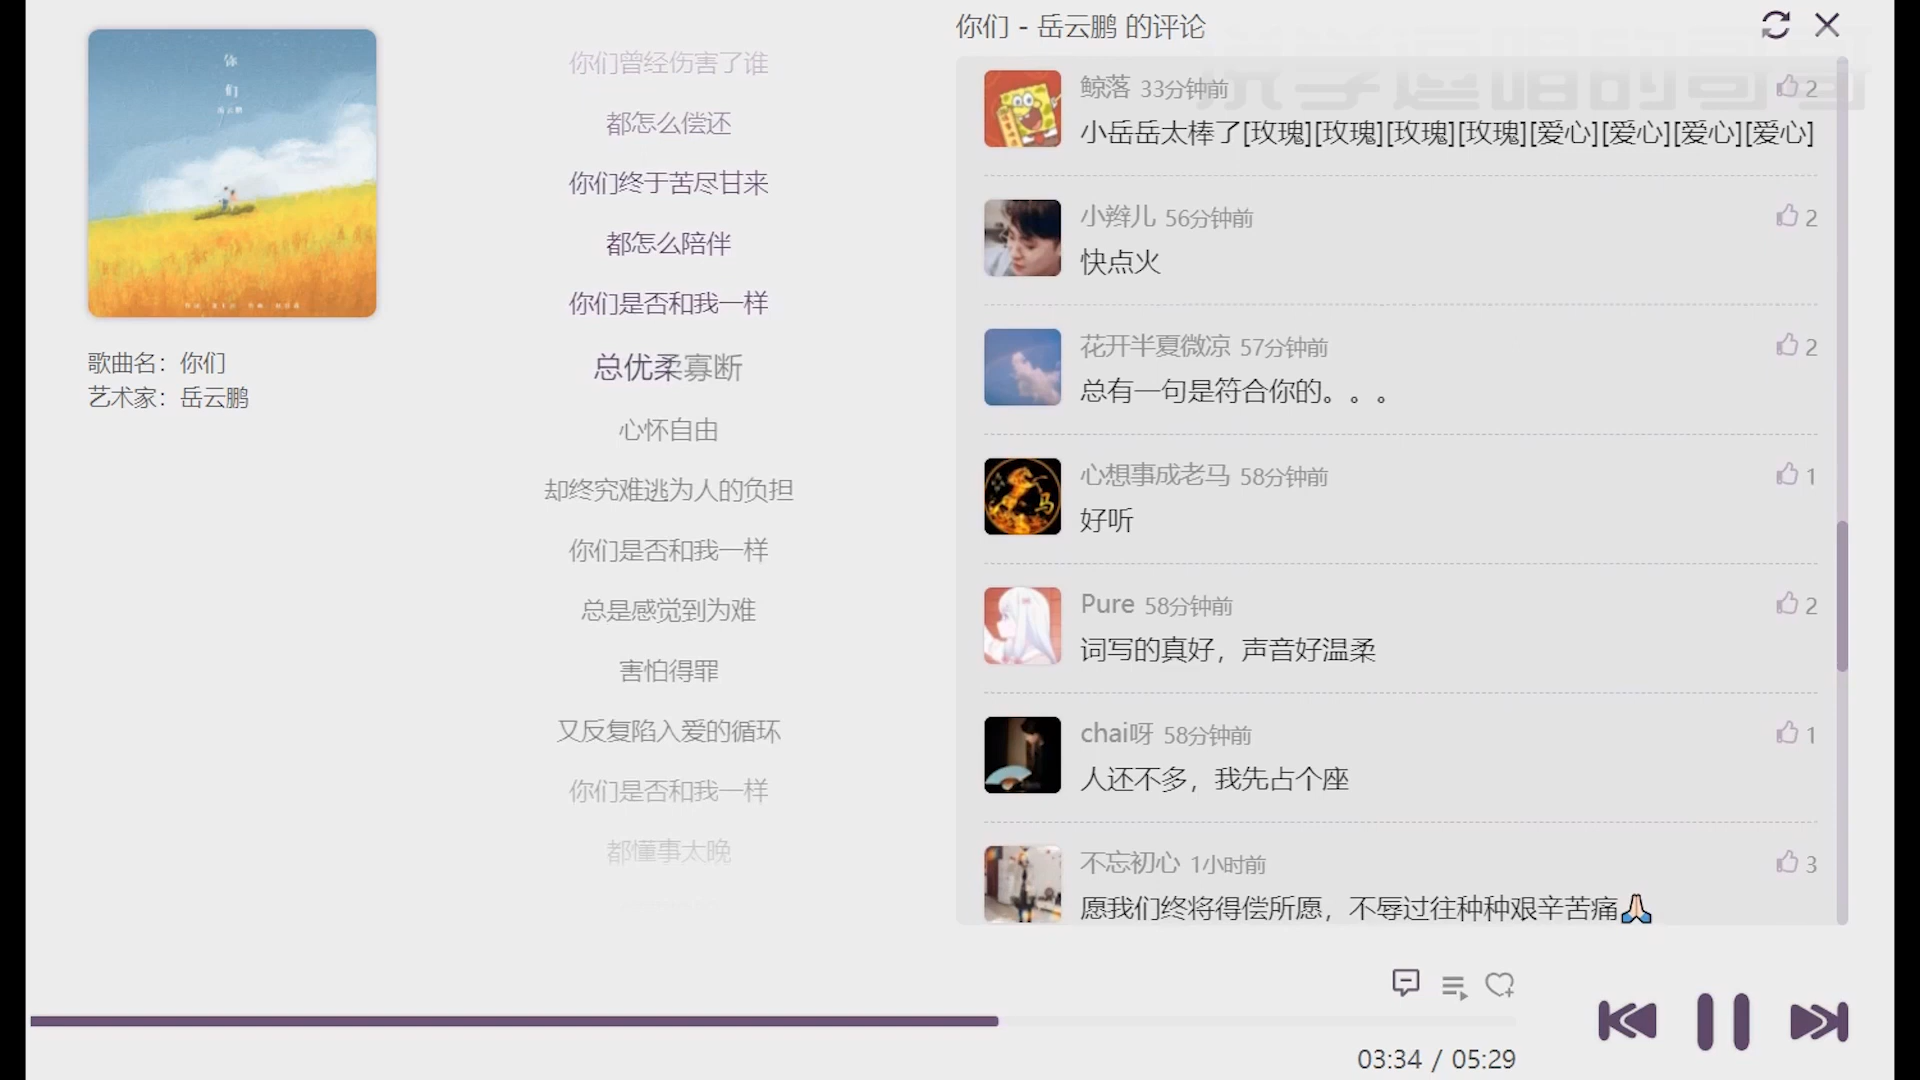 你
们
岳云鹏
歌曲名：你们
艺术家：岳云鹏
你们曾经伤害了谁
都怎么偿还
你们终于苦尽甘来
都怎么陪伴
你们是否和我一样
总优柔寡断
心怀自由
却终究难逃为人的负担
你们是否和我一样
总是感觉到为难
害怕得罪
又反复陷入爱的循环
你们是否和我一样
都懂事太晚
你们 - 岳云鹏 的评论
鲸落 33分钟前
2
小岳岳太棒了[玫瑰][玫瑰][玫瑰][玫瑰][爱心][爱心][爱心][爱心]
小辫儿 56分钟前
2
快点火
花开半夏微凉 57分钟前
2
总有一句是符合你的。。。
心想事成老马 58分钟前
1
好听
Pure 58分钟前
2
词写的真好，声音好温柔
chai呀 58分钟前
1
人还不多，我先占个座
不忘初心 1小时前
3
愿我们终将得偿所愿，不辱过往种种艰辛苦痛🙏🏻
03:34 / 05:29